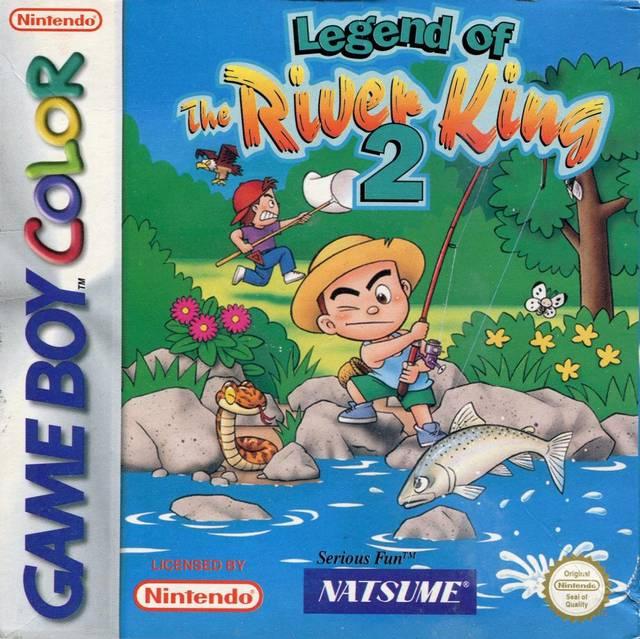 Nintendo®
GAME BOY COLOR™
Legend of
The River King
2
LICENSED BY
Nintendo®
Serious Fun™
NATSUME®
Original
Nintendo
Seal of
Quality